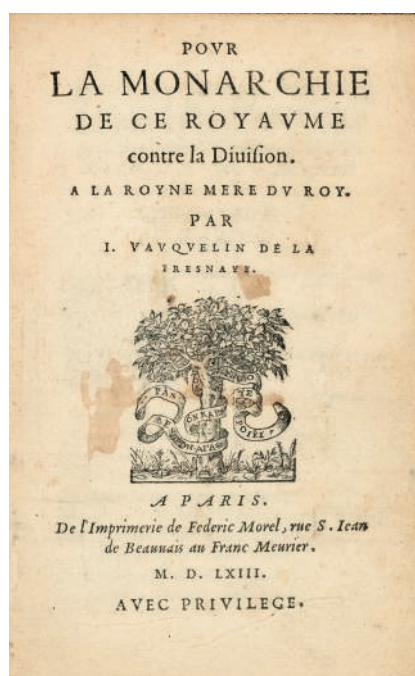 POVR
LA MONARCHIE
DE CE ROYAVME
contre la Diuiſion.
A LA ROYNE MERE DV ROY.
PAR
I. VAVQVELIN DE LA
FRESNAYE.
A PARIS.
De l'Imprimerie de Federic Morel, rue S. Iean
de Beauuais au Franc Meurier.
M. D. LXIII.
AVEC PRIVILEGE.